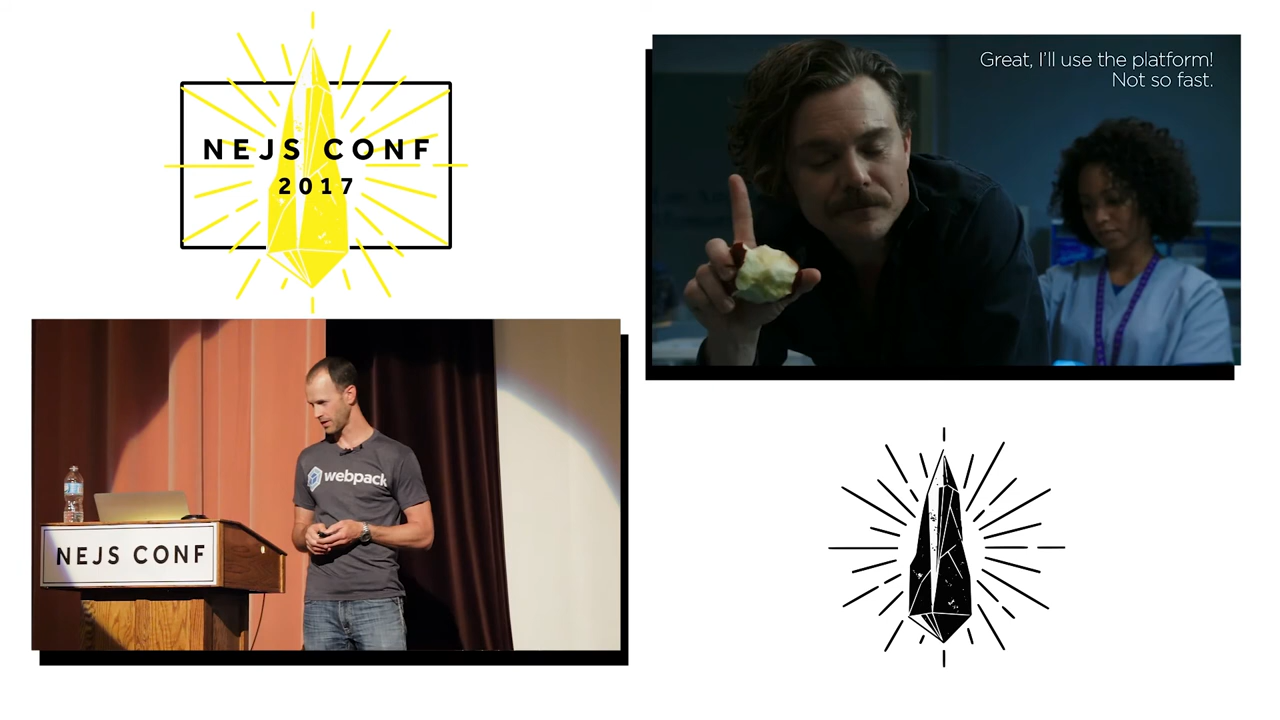 NEJS CONF
2017
Great, I'll use the platform!
Not so fast.
webpack
NEJS CONF